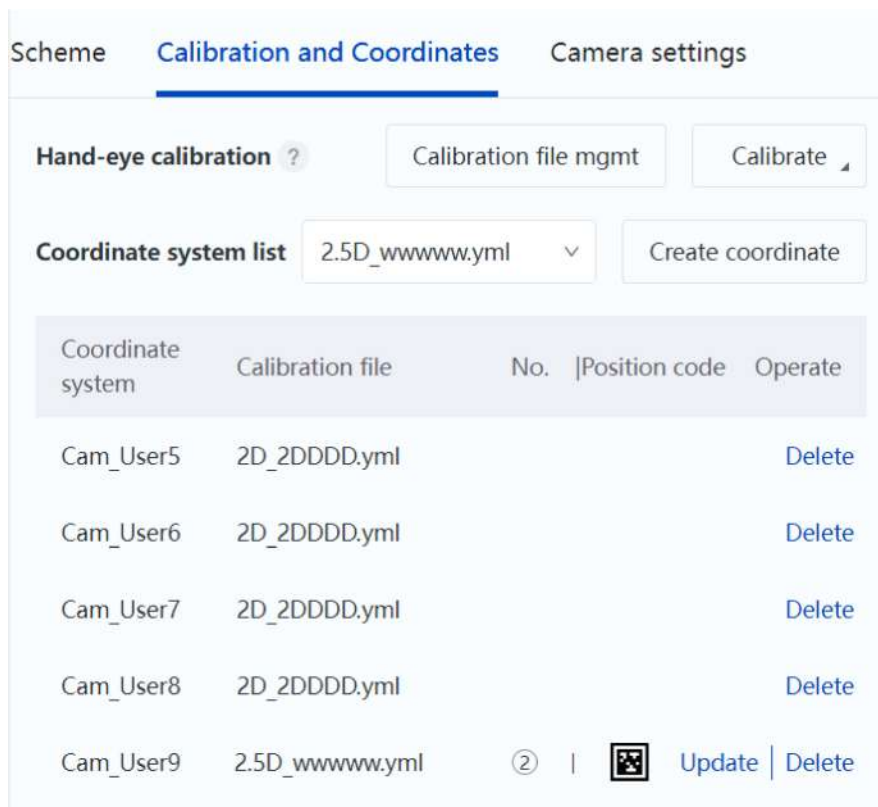 Scheme Calibration and Coordinates Camera settings
Hand-eye calibration ? Calibration file mgmt Calibrate
Coordinate system list 2.5D_wwwww.yml Create coordinate
Coordinate
system Calibration file No. |Position code Operate
Cam_User5 2D_2DDDD.yml Delete
Cam_User6 2D_2DDDD.yml Delete
Cam_User7 2D_2DDDD.yml Delete
Cam_User8 2D_2DDDD.yml Delete
Cam_User9 2.5D_wwwww.yml ② | Update | Delete